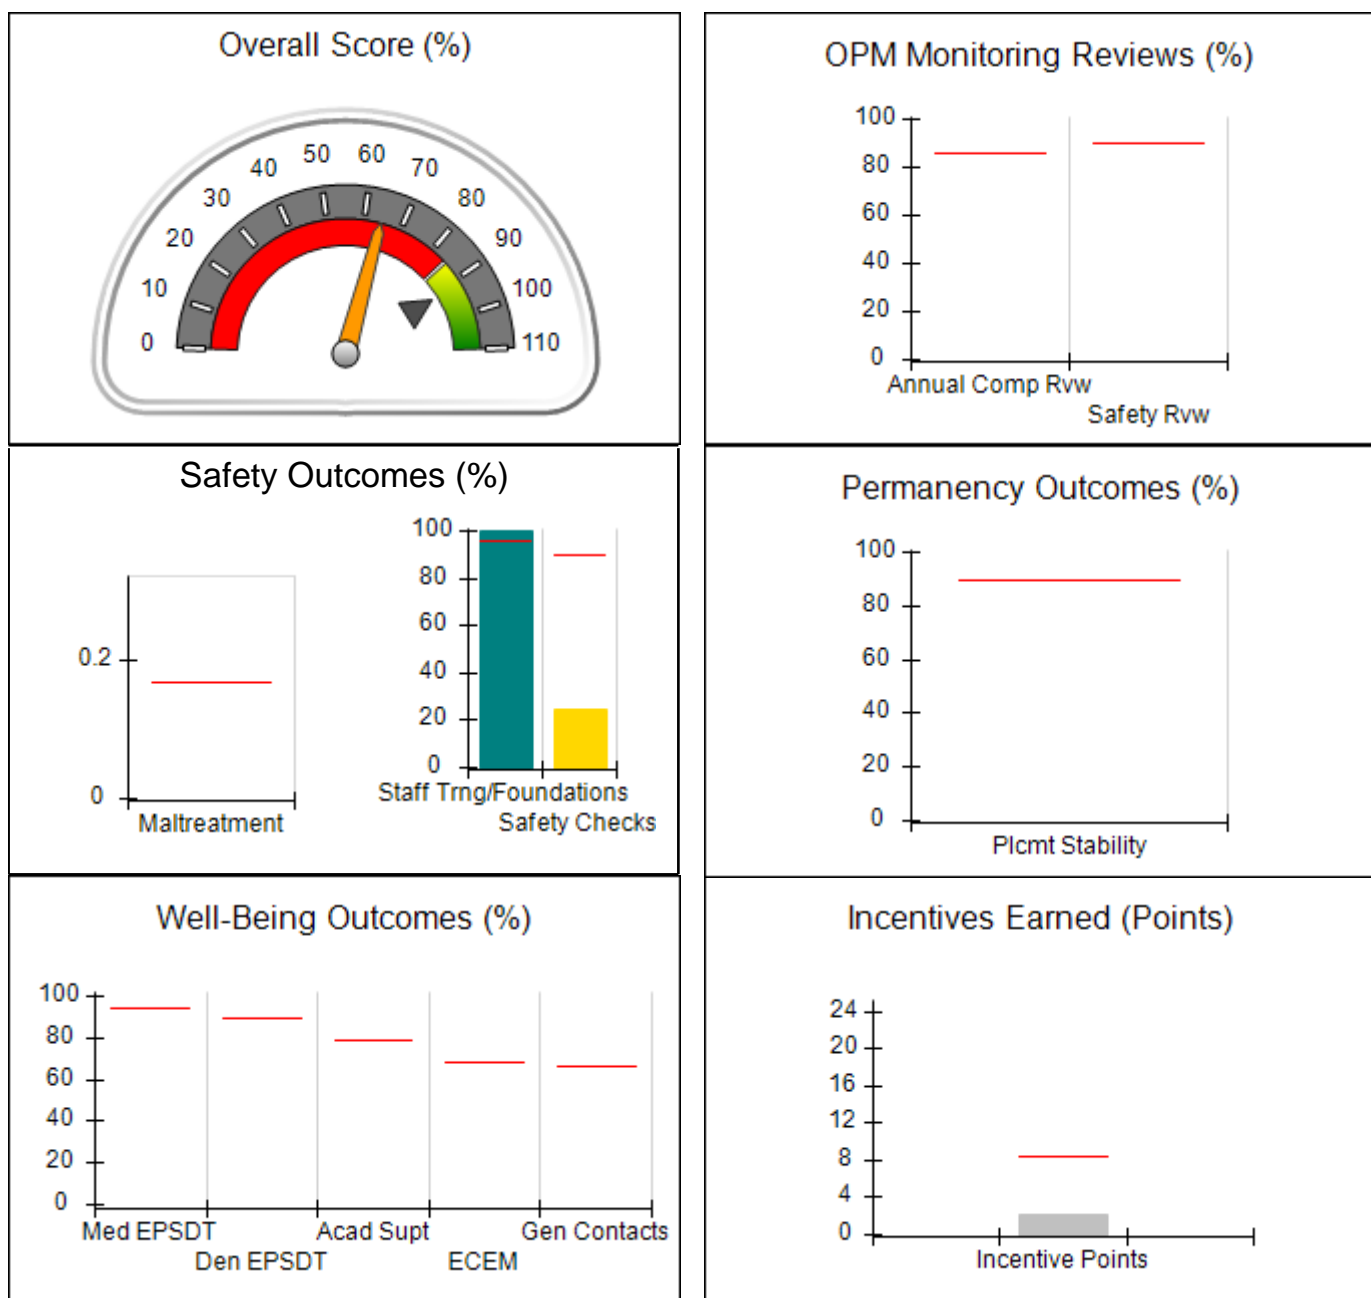 Overall Score (%)
0
10
20
30
40
50
60
70
80
90
100
110
OPM Monitoring Reviews (%)
100
80
60
40
20
0
Annual Comp Rvw
Safety Rvw
Safety Outcomes (%)
0.2
0
Maltreatment
100
80
60
40
20
0
Staff Trng/Foundations
Safety Checks
Permanency Outcomes (%)
100
80
60
40
20
0
Plcmt Stability
Well-Being Outcomes (%)
100
80
60
40
20
0
Med EPSDT
Den EPSDT
Acad Supt
ECEM
Gen Contacts
Incentives Earned (Points)
24
20
16
12
8
4
0
Incentive Points